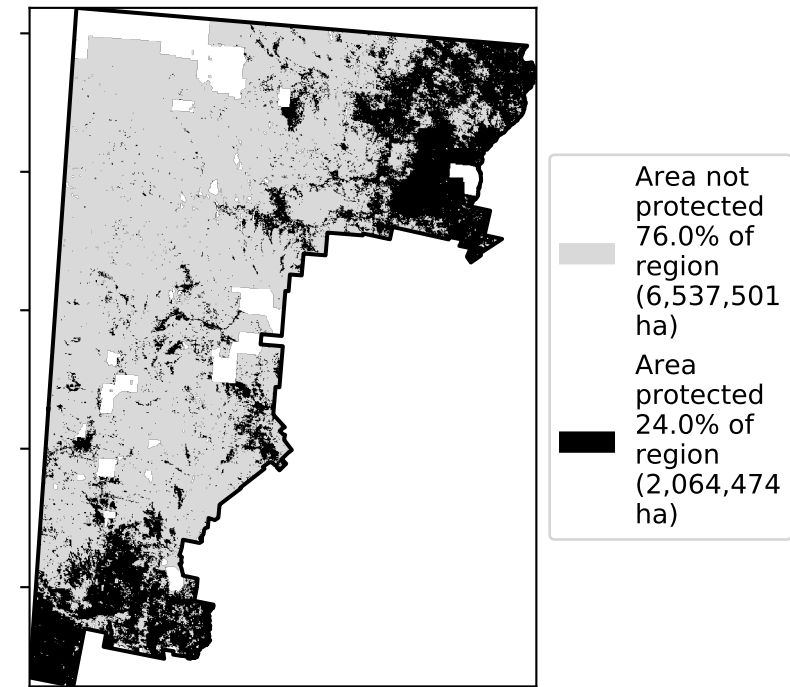 Area not
protected
76.0% of
region
(6,537,501
ha)
Area
protected
24.0% of
region
(2,064,474
ha)